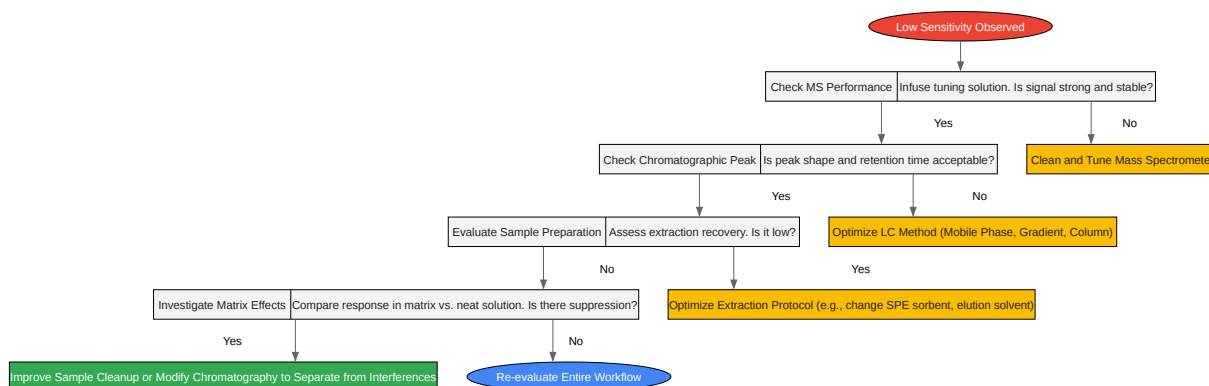 Low Sensitivity Observed
Check MS Performance
Infuse tuning solution. Is signal strong and stable?
Yes
No
Check Chromatographic Peak
Is peak shape and retention time acceptable?
Clean and Tune Mass Spectromete
Yes
No
Evaluate Sample Preparation
Assess extraction recovery. Is it low?
Optimize LC Method (Mobile Phase, Gradient, Column)
No
Yes
Investigate Matrix Effects
Compare response in matrix vs. neat solution. Is there suppression?
Optimize Extraction Protocol (e.g., change SPE sorbent, elution solvent)
Yes
No
Improve Sample Cleanup or Modify Chromatography to Separate from Interferences
Re-evaluate Entire Workflow